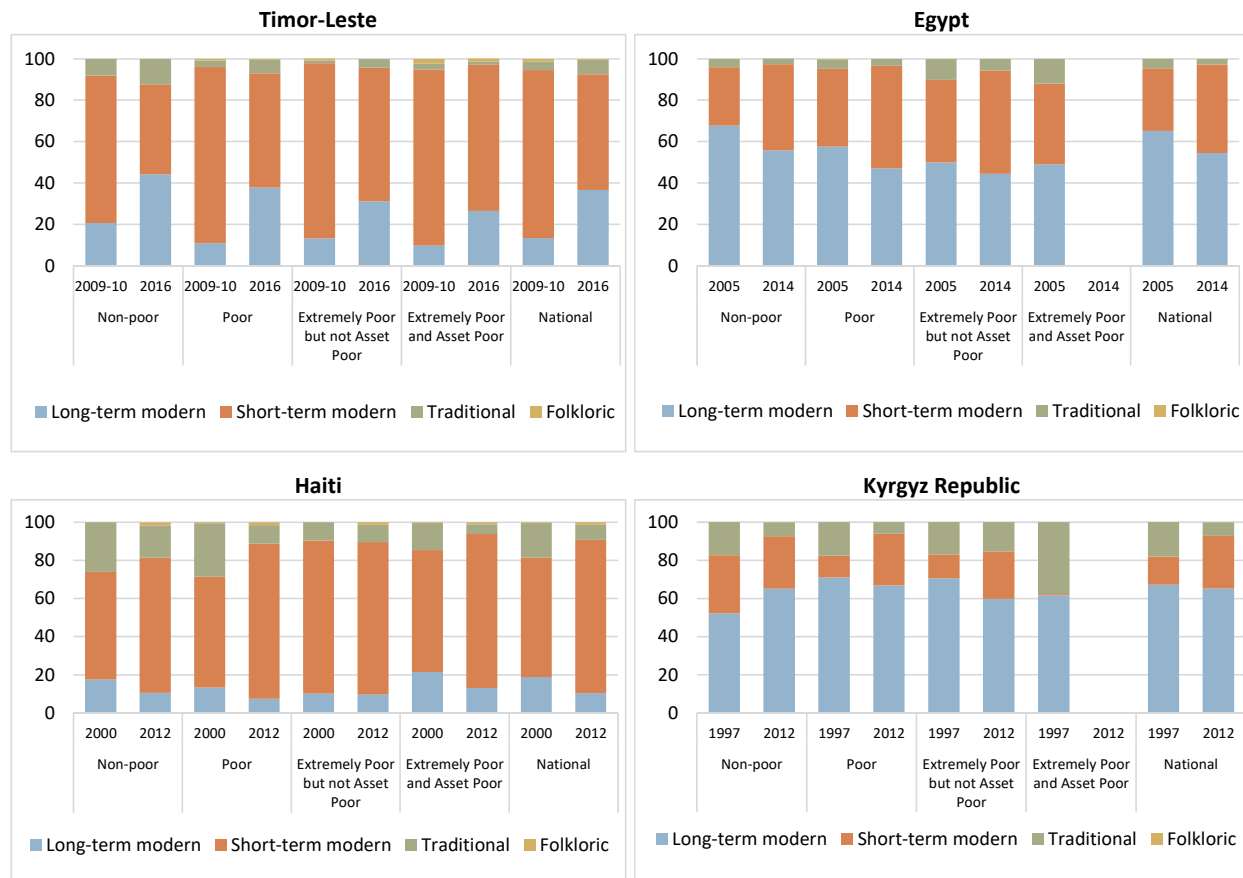 Timor-Leste
100
80
60
40
20
0
2009-10 2016 2009-10 2016 2009-10 2016 2009-10 2016 2009-10 2016
Non-poor Poor Extremely Poor Extremely Poor National
but not Asset and Asset Poor
Poor
Long-term modern Short-term modern Traditional Folkloric
Egypt
100
80
60
40
20
0
2005 2014 2005 2014 2005 2014 2005 2014 2005 2014
Non-poor Poor Extremely Poor Extremely Poor National
but not Asset and Asset Poor
Poor
Long-term modern Short-term modern Traditional Folkloric
Haiti
100
80
60
40
20
0
2000 2012 2000 2012 2000 2012 2000 2012 2000 2012
Non-poor Poor Extremely Poor Extremely Poor National
but not Asset and Asset Poor
Poor
Long-term modern Short-term modern Traditional Folkloric
Kyrgyz Republic
100
80
60
40
20
0
1997 2012 1997 2012 1997 2012 1997 2012 1997 2012
Non-poor Poor Extremely Poor Extremely Poor National
but not Asset and Asset Poor
Poor
Long-term modern Short-term modern Traditional Folkloric